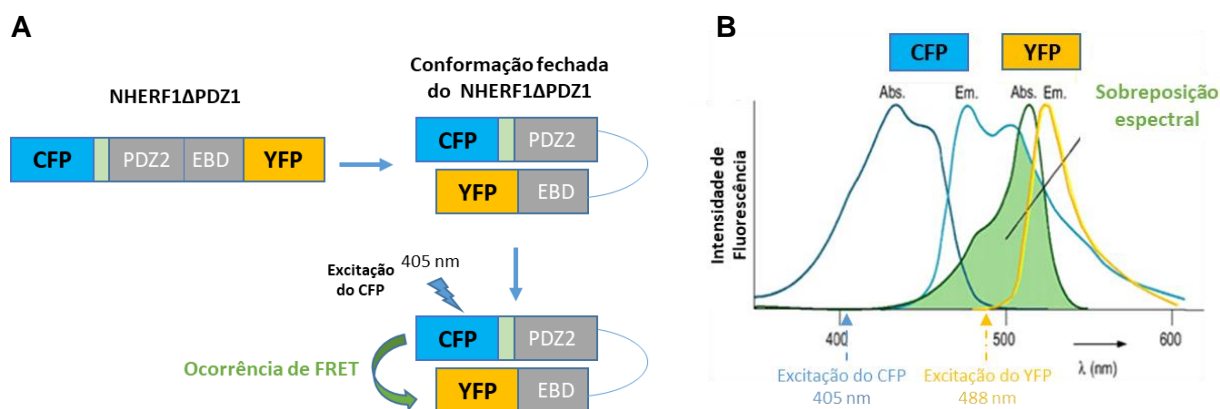 A
NHERF1ΔPDZ1
CFP PDZ2 EBD YFP
Conformação fechada
do NHERF1ΔPDZ1
CFP PDZ2
YFP EBD
Excitação
do CFP
405 nm
CFP PDZ2
Ocorrência de FRET
YFP EBD
B
CFP YFP
Abs. Em. Abs. Em.
Sobreposição
espectral
Intensidade de
Fluorescência
400 500 600
λ (nm)
Excitação do CFP
405 nm
Excitação do YFP
488 nm